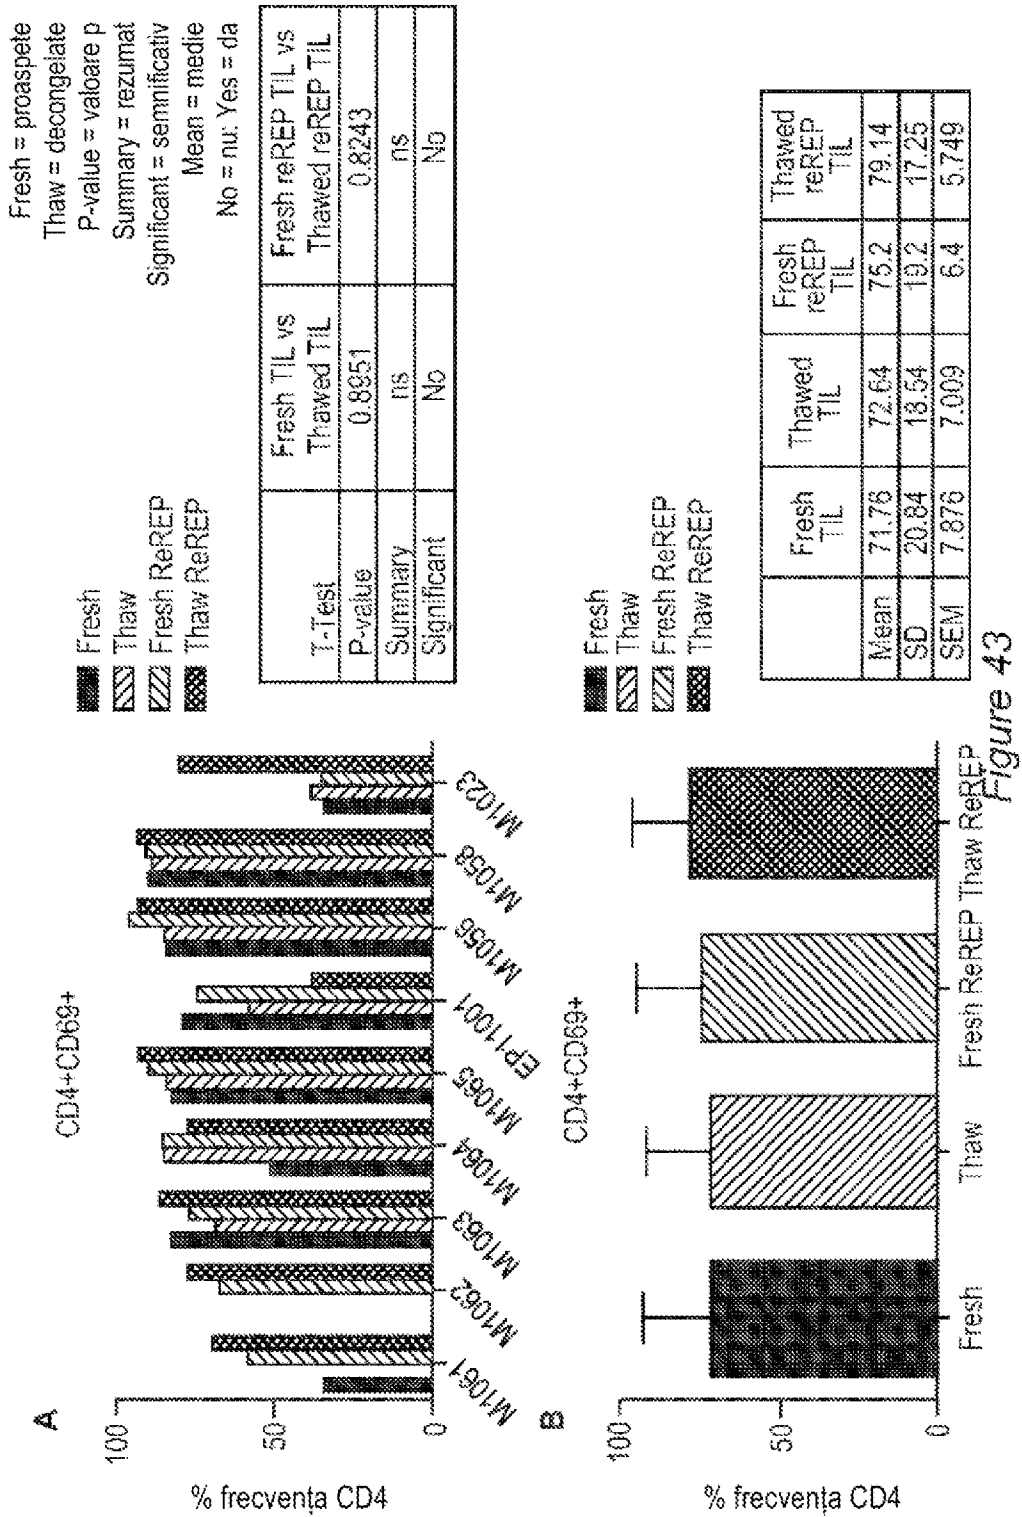 Fresh = proaspete
Thaw = decongelate
P-value = valoare p
Summary = rezumat
Significant = semnificativ
Mean = medie
No = nu: Yes = da
A
CD4+CD69+
% frecvența CD4
100
50
0
M1061
M1062
M1063
M1064
M1065
EP11001
M1056
M1058
M1023
Fresh
Thaw
Fresh ReREP
Thaw ReREP
T-Test Fresh TIL vs Thawed TIL Fresh reREP TIL vs Thawed reREP TIL
P-value 0.8951 0.8243
Summary ns ns
Significant No No
B
CD4+CD69+
% frecvența CD4
100
50
0
Fresh Thaw Fresh ReREP Thaw ReREP
Fresh
Thaw
Fresh ReREP
Thaw ReREP
Fresh TIL Thawed TIL Fresh reREP TIL Thawed reREP TIL
Mean 71.76 72.64 75.2 79.14
SD 20.84 18.54 19.2 17.25
SEM 7.876 7.009 6.4 5.749
Figure 43